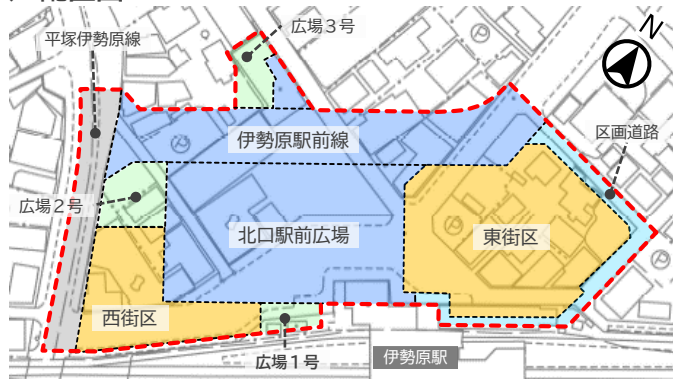 平塚伊勢原線
広場３号
N
伊勢原駅前線
区画道路
広場２号
北口駅前広場
東街区
西街区
広場１号
伊勢原駅